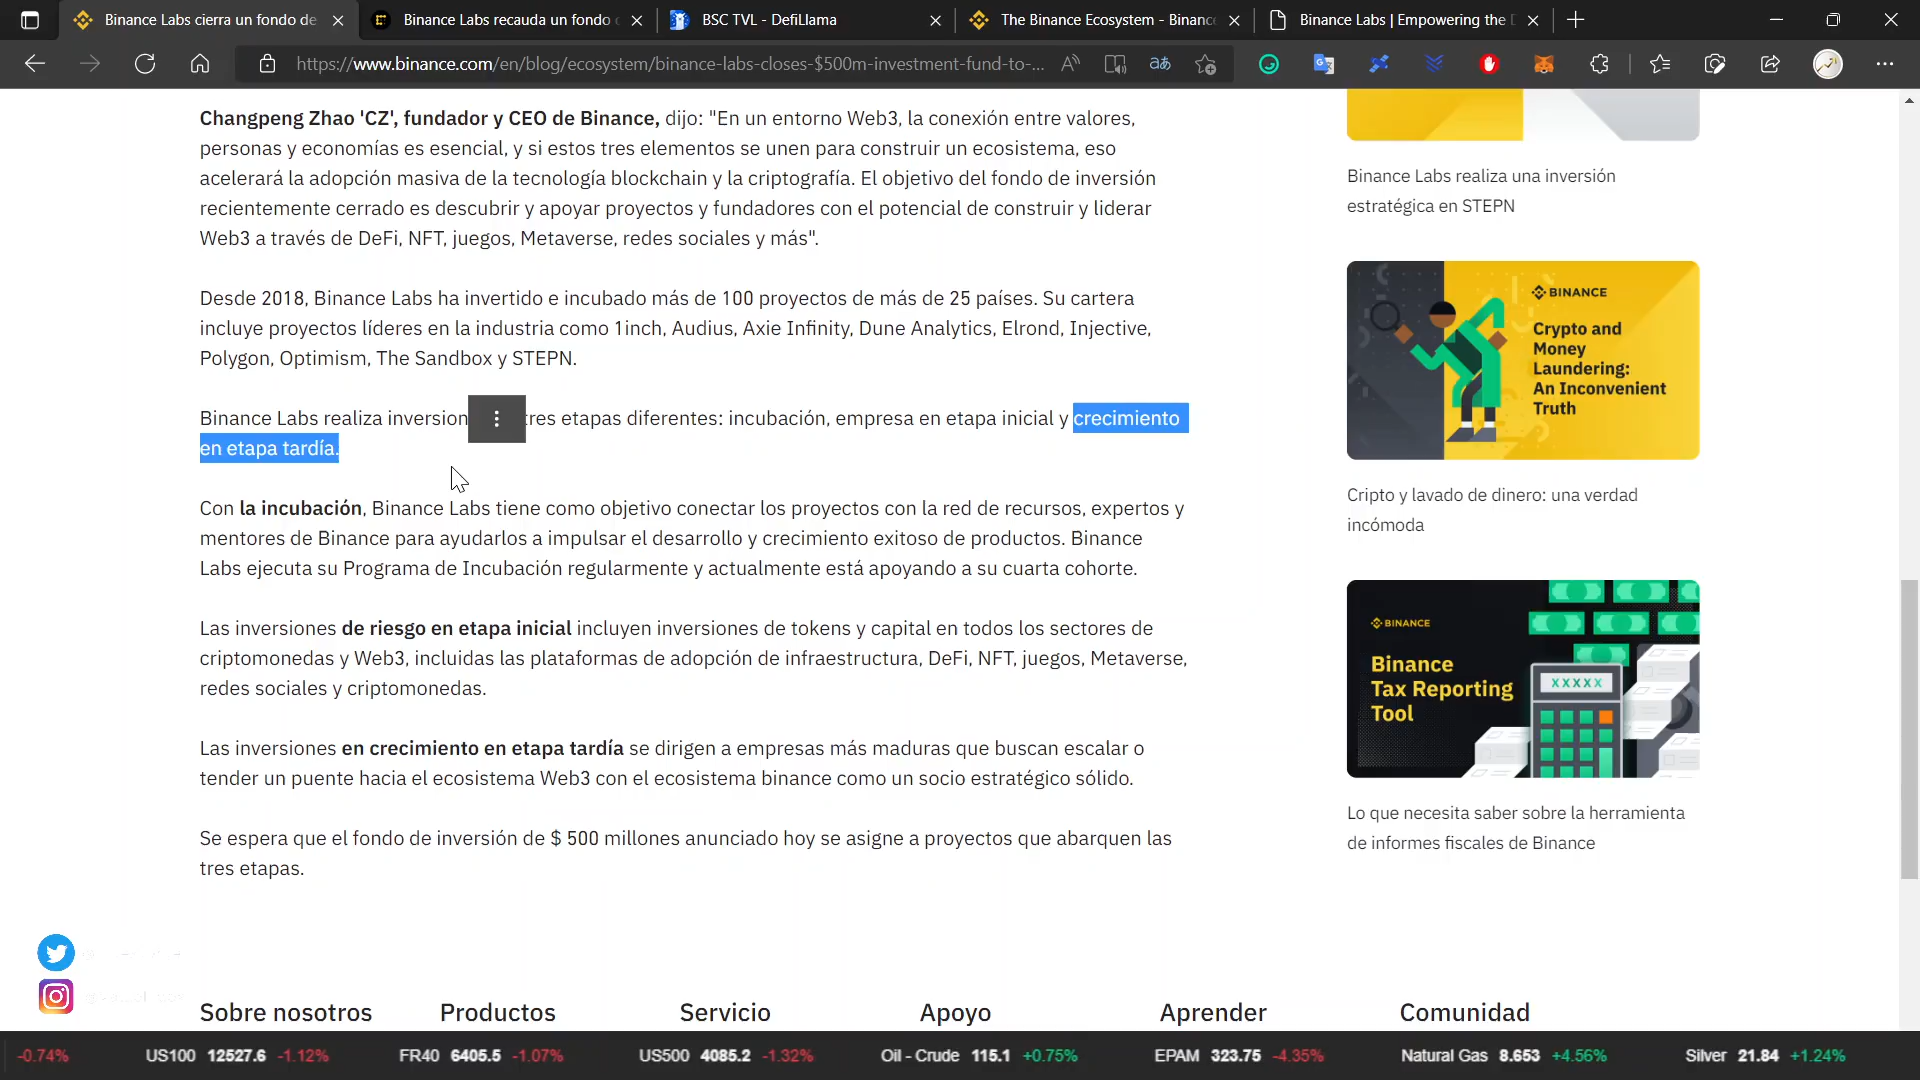 Binance Labs cierra un fondo de
Binance Labs recauda un fondo
BSC TVL - DefiLlama
The Binance Ecosystem - Binanc
Binance Labs | Empowering the D
https://www.binance.com/en/blog/ecosystem/binance-labs-closes-$500m-investment-fund-to-...
Changpeng Zhao 'CZ', fundador y CEO de Binance, dijo: "En un entorno Web3, la conexión entre valores,
personas y economías es esencial, y si estos tres elementos se unen para construir un ecosistema, eso
acelerará la adopción masiva de la tecnología blockchain y la criptografía. El objetivo del fondo de inversión
recientemente cerrado es descubrir y apoyar proyectos y fundadores con el potencial de construir y liderar
Web3 a través de DeFi, NFT, juegos, Metaverse, redes sociales y más".
Desde 2018, Binance Labs ha invertido e incubado más de 100 proyectos de más de 25 países. Su cartera
incluye proyectos líderes en la industria como 1inch, Audius, Axie Infinity, Dune Analytics, Elrond, Injective,
Polygon, Optimism, The Sandbox y STEPN.
Binance Labs realiza inversion tres etapas diferentes: incubación, empresa en etapa inicial y crecimiento
en etapa tardía.
Con la incubación, Binance Labs tiene como objetivo conectar los proyectos con la red de recursos, expertos y
mentores de Binance para ayudarlos a impulsar el desarrollo y crecimiento exitoso de productos. Binance
Labs ejecuta su Programa de Incubación regularmente y actualmente está apoyando a su cuarta cohorte.
Las inversiones de riesgo en etapa inicial incluyen inversiones de tokens y capital en todos los sectores de
criptomonedas y Web3, incluidas las plataformas de adopción de infraestructura, DeFi, NFT, juegos, Metaverse,
redes sociales y criptomonedas.
Las inversiones en crecimiento en etapa tardía se dirigen a empresas más maduras que buscan escalar o
tender un puente hacia el ecosistema Web3 con el ecosistema binance como un socio estratégico sólido.
Se espera que el fondo de inversión de $ 500 millones anunciado hoy se asigne a proyectos que abarquen las
tres etapas.
Binance Labs realiza una inversión
estratégica en STEPN
BINANCE
Crypto and
Money
Laundering:
An Inconvenient
Truth
Cripto y lavado de dinero: una verdad
incómoda
BINANCE
Binance
Tax Reporting
Tool
XXXXX
Lo que necesita saber sobre la herramienta
de informes fiscales de Binance
Sobre nosotros
Productos
Servicio
Apoyo
Aprender
Comunidad
-0.74% US100 12527.6 -1.12% FR40 6405.5 -1.07% US500 4085.2 -1.32% Oil - Crude 115.1 +0.75% EPAM 323.75 -4.35% Natural Gas 8.653 +4.56% Silver 21.84 +1.24%